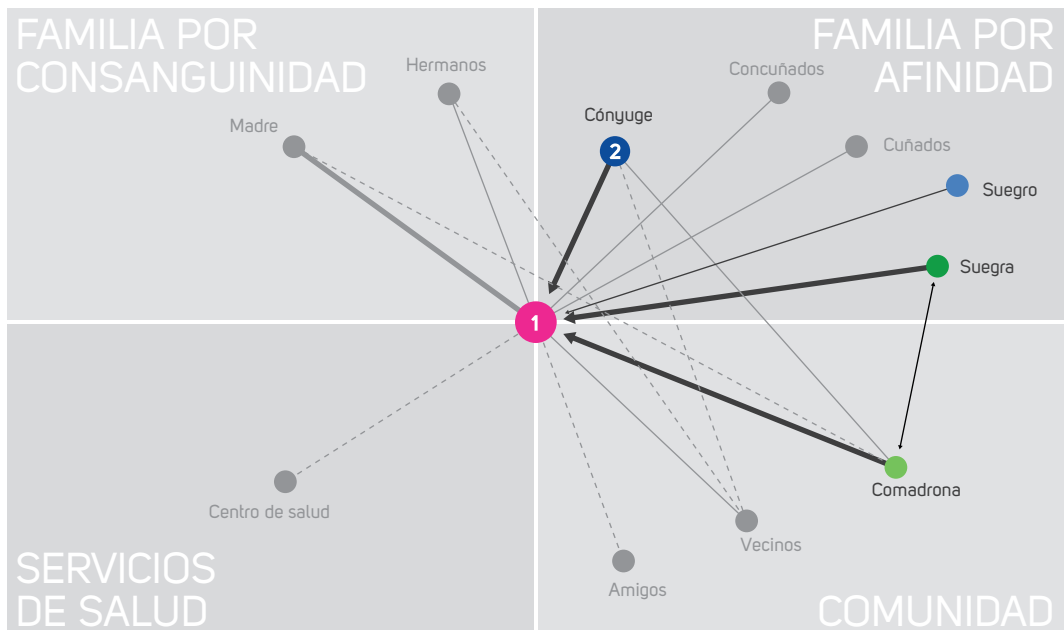 FAMILIA POR
CONSANGUINIDAD
FAMILIA POR
AFINIDAD
Hermanos
Madre
Concuñados
Cónyuge
2
Cuñados
Suegro
Suegra
1
Centro de salud
Comadrona
Vecinos
Amigos
SERVICIOS
DE SALUD
COMUNIDAD